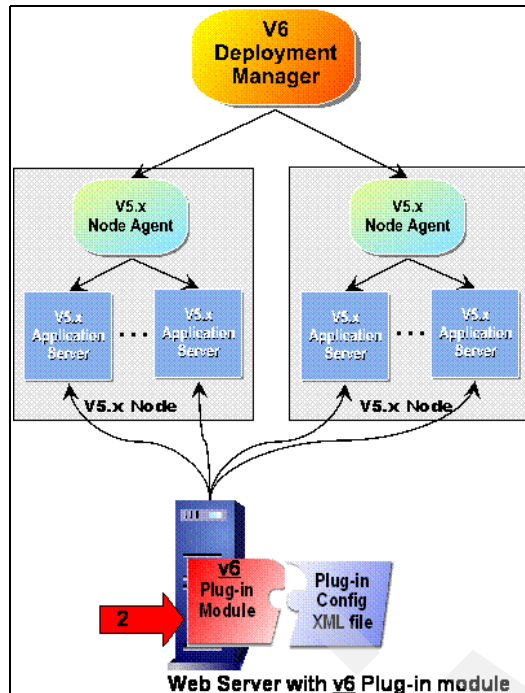 V6
Deployment
Manager
V5.x
Node Agent
V5.x
Node Agent
V5.x
Application
Server
...
V5.x
Application
Server
V5.x
Application
Server
...
V5.x
Application
Server
V5.x Node
V5.x Node
v6
Plug-in
Module
Plug-in
Config
XML file
2
Web Server with v6 Plug-in module